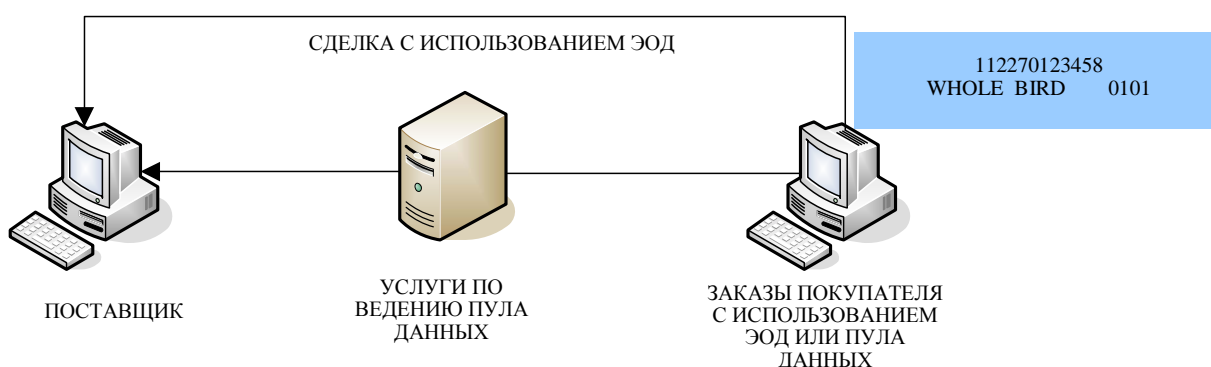 СДЕЛКА С ИСПОЛЬЗОВАНИЕМ ЭОД
112270123458
WHOLE BIRD 0101
ПОСТАВЩИК
УСЛУГИ ПО
ВЕДЕНИЮ ПУЛА
ДАННЫХ
ЗАКАЗЫ ПОКУПАТЕЛЯ
С ИСПОЛЬЗОВАНИЕМ
ЭОД ИЛИ ПУЛА
ДАННЫХ